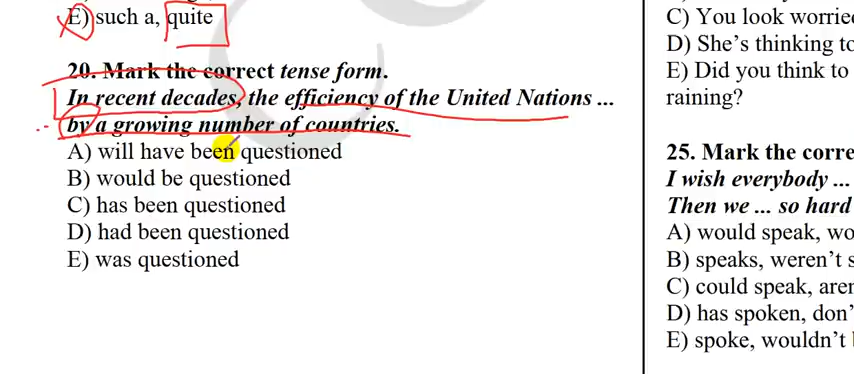 E) such a, quite
20. Mark the correct tense form.
In recent decades, the efficiency of the United Nations ...
by a growing number of countries.
A) will have been questioned
B) would be questioned
C) has been questioned
D) had been questioned
E) was questioned
C) You look worrie
D) She's thinking to
E) Did you think to
raining?
25. Mark the corre
I wish everybody ...
Then we ... so hard
A) would speak, wo
B) speaks, weren't s
C) could speak, aren
D) has spoken, don'
E) spoke, wouldn't